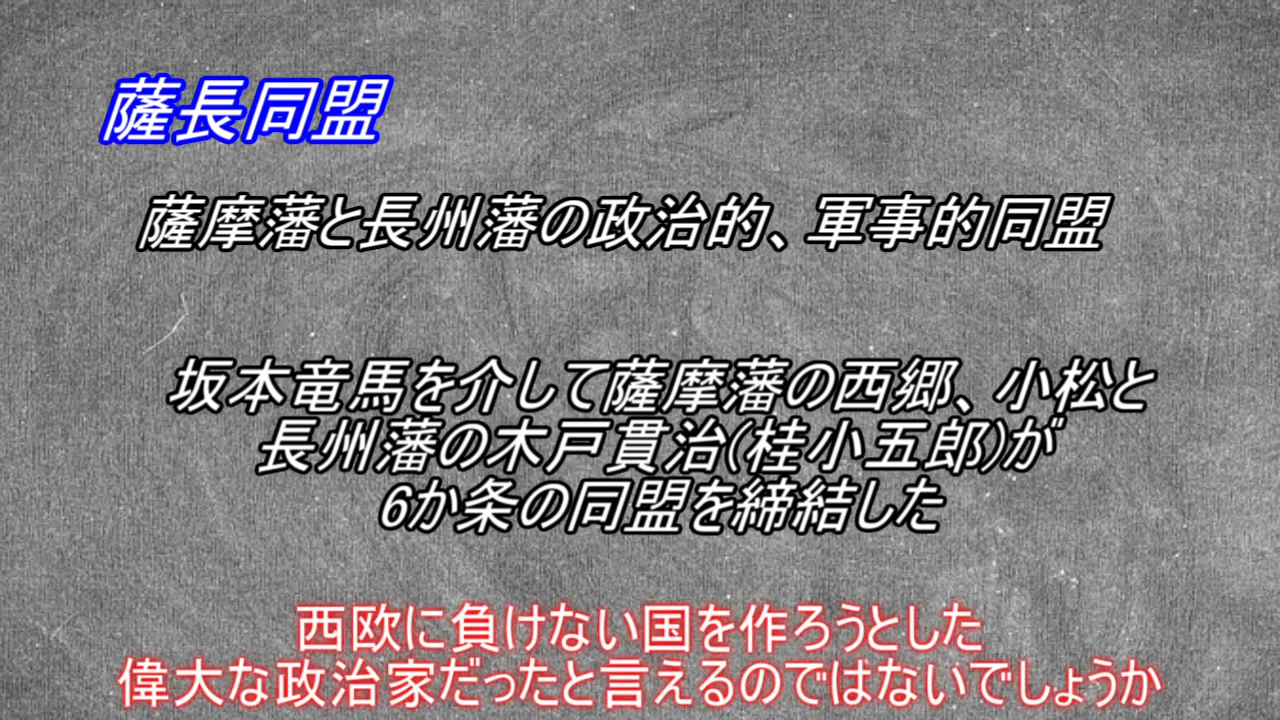 薩長同盟
薩摩藩と長州藩の政治的、軍事的同盟
坂本竜馬を介して薩摩藩の西郷、小松と
長州藩の木戸貫治(桂小五郎)が
6か条の同盟を締結した
西欧に負けない国を作ろうとした
偉大な政治家だったと言えるのではないでしょうか